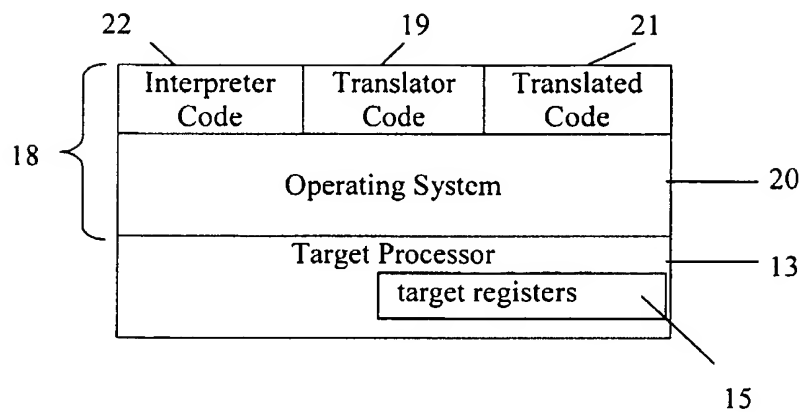 22 19 21
Interpreter Translator Translated
Code Code Code
18
Operating System
20
Target Processor
13
target registers
15